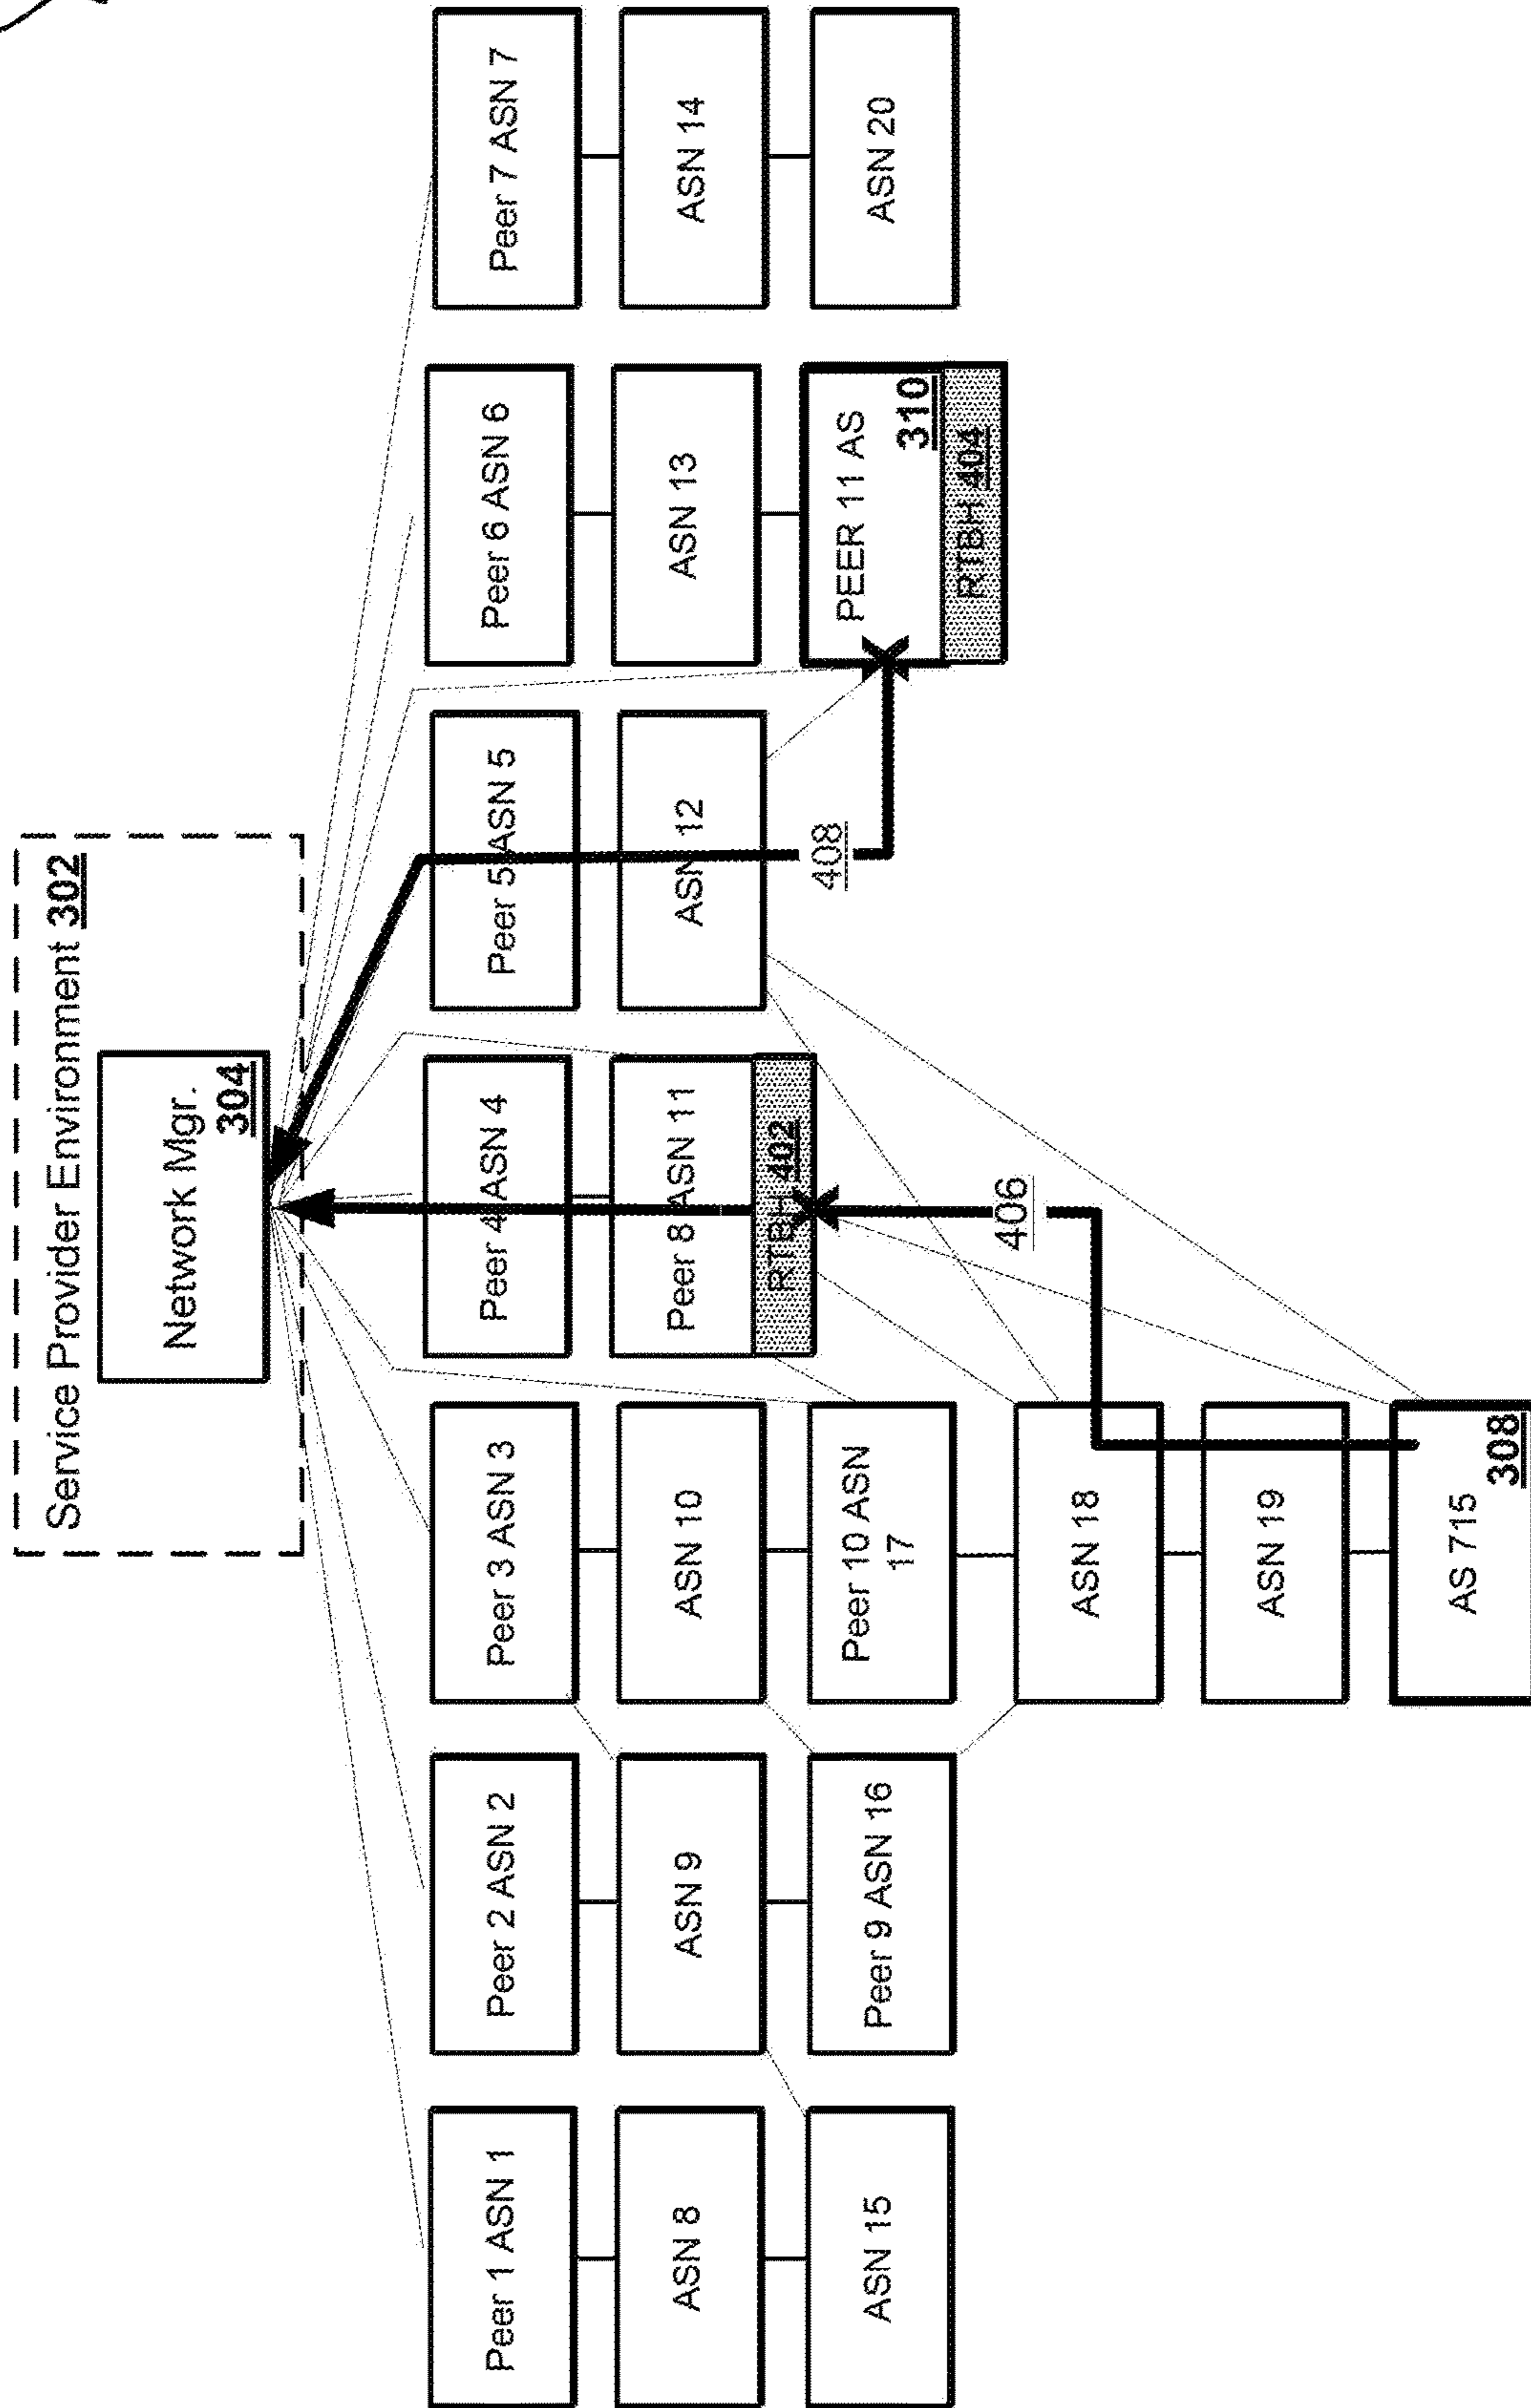 Service Provider Environment 302
Network Mgr.
304
Peer 1 ASN 1
Peer 2 ASN 2
Peer 3 ASN 3
Peer 4 ASN 4
Peer 5 ASN 5
Peer 6 ASN 6
Peer 7 ASN 7
ASN 8
ASN 9
ASN 10
Peer 8 ASN 11
RTBH 402
ASN 12
ASN 13
ASN 14
ASN 15
Peer 9 ASN 16
Peer 10 ASN
17
408
PEER 11 AS
310
RTBH 404
ASN 20
406
ASN 18
ASN 19
AS 715
308